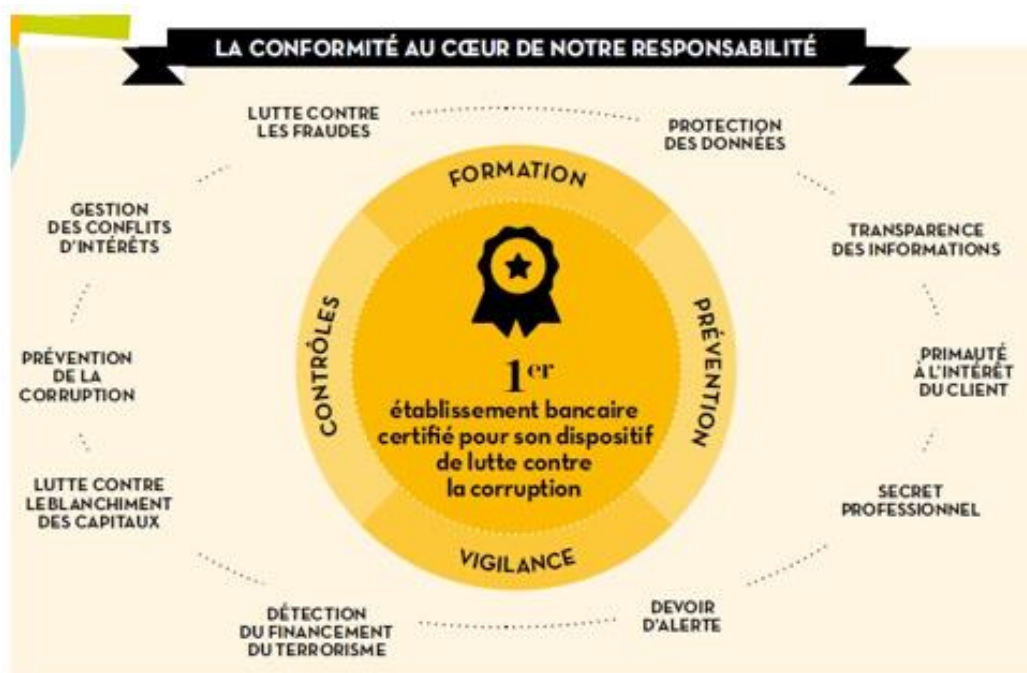 LA CONFORMITÉ AU CŒUR DE NOTRE RESPONSABILITÉ
LUTTE CONTRE
LES FRAUDES
PROTECTION
DES DONNÉES
GESTION
DES CONFLITS
D'INTÉRÊTS
TRANSPARENCE
DES INFORMATIONS
PRÉVENTION
DE LA
CORRUPTION
PRIMAUTÉ
À L'INTÉRÊT
DU CLIENT
LUTTE CONTRE
LE BLANCHIMENT
DES CAPITAUX
SECRET
PROFESSIONNEL
DÉTECTION
DU FINANCEMENT
DU TERRORISME
DEVOIR
D'ALERTE
FORMATION
PRÉVENTION
VIGILANCE
CONTRÔLES
1er
établissement bancaire
certifié pour son dispositif
de lutte contre
la corruption